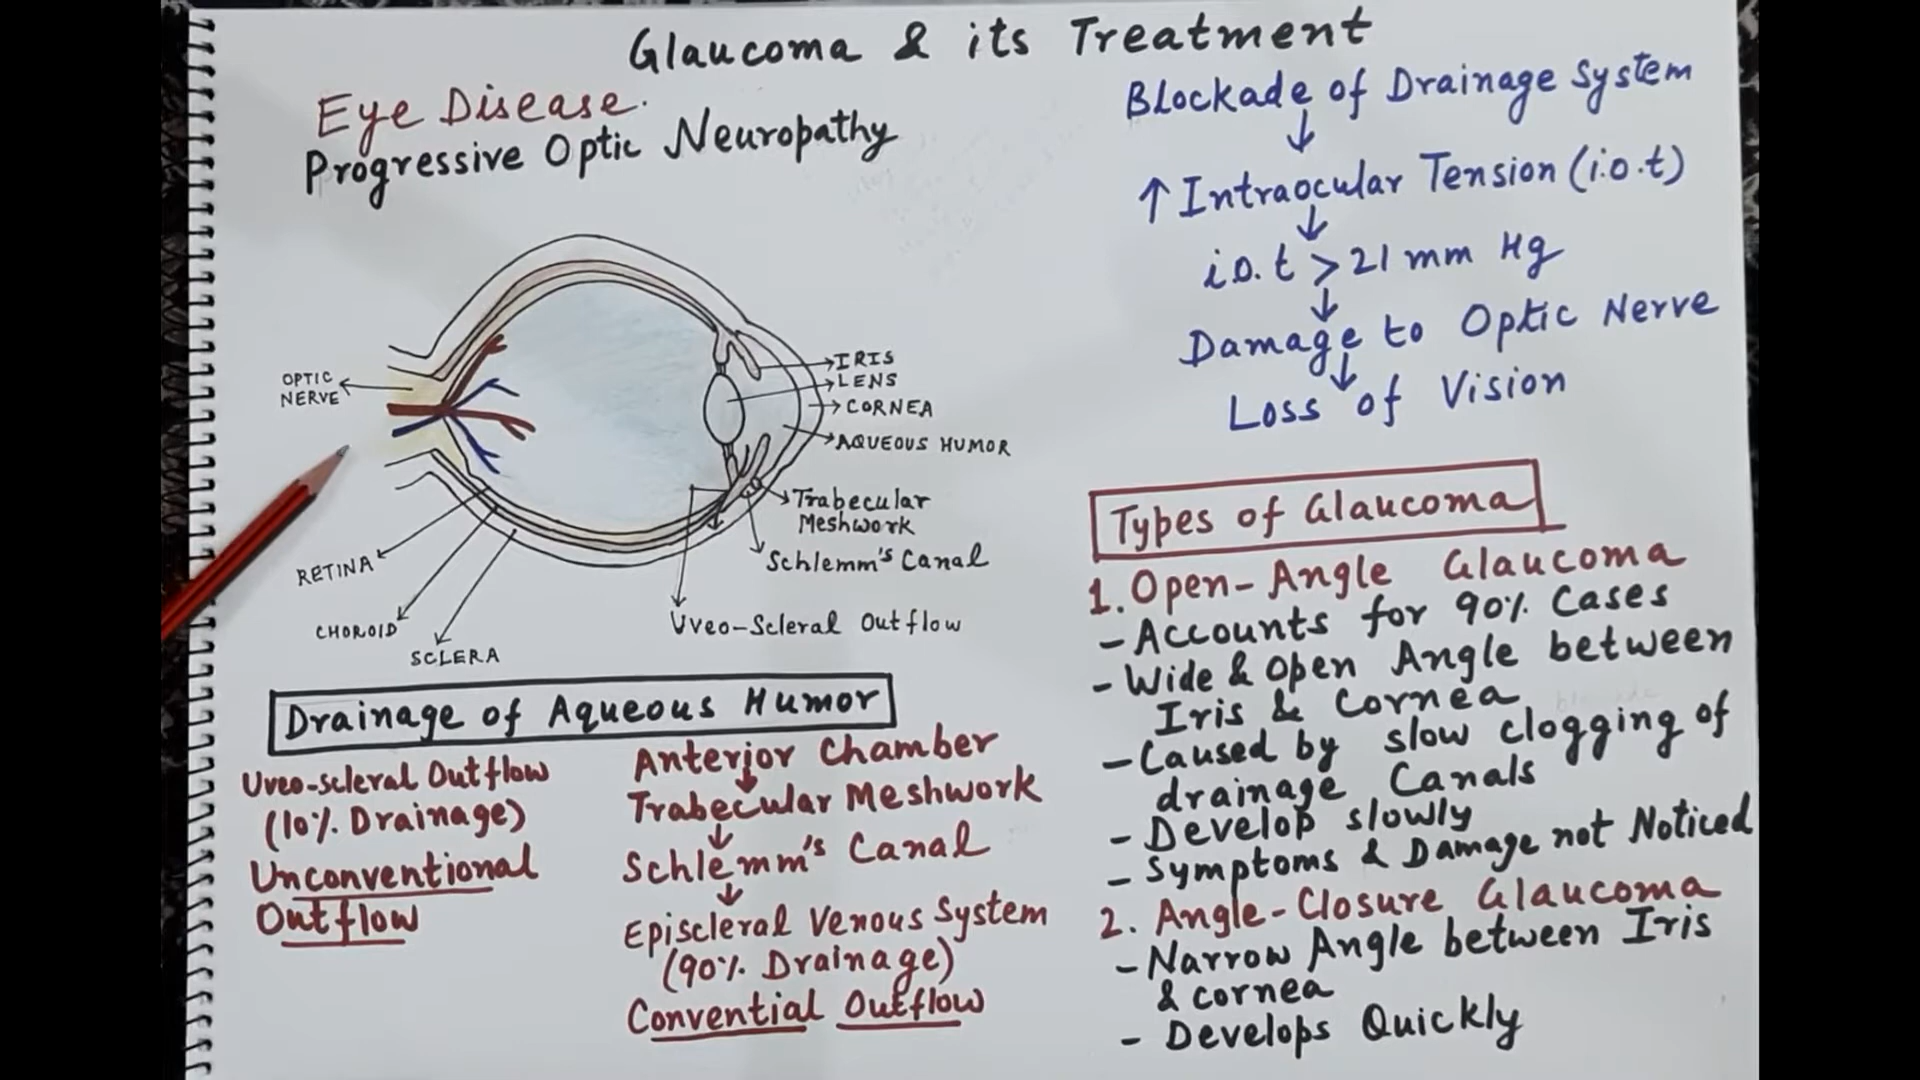 Glaucoma & its Treatment
Eye Disease.
Progressive Optic Neuropathy
OPTIC
NERVE
IRIS
LENS
CORNEA
AQUEOUS HUMOR
Trabecular
Meshwork
Schlemm's Canal
Uveo-Scleral Outflow
RETINA
CHOROID
SCLERA
Drainage of Aqueous Humor
Uveo-scleral Outflow
(10% Drainage)
Unconventional
Outflow
Anterior Chamber
↓
Trabecular Meshwork
↓
Schlemm's Canal
↓
Episcleral Venous System
(90% Drainage)
Convential Outflow
Blockade of Drainage System
↓
↑ Intraocular Tension (i.o.t)
↓
i.o.t > 21 mm Hg
↓
Damage to Optic Nerve
↓
Loss of Vision
Types of Glaucoma
1. Open-Angle Glaucoma
- Accounts for 90% Cases
- Wide & Open Angle between
Iris & Cornea
- Caused by slow clogging of
drainage Canals
- Develop slowly
- Symptoms & Damage not Noticed
2. Angle-Closure Glaucoma
- Narrow Angle between Iris
& cornea
- Develops Quickly